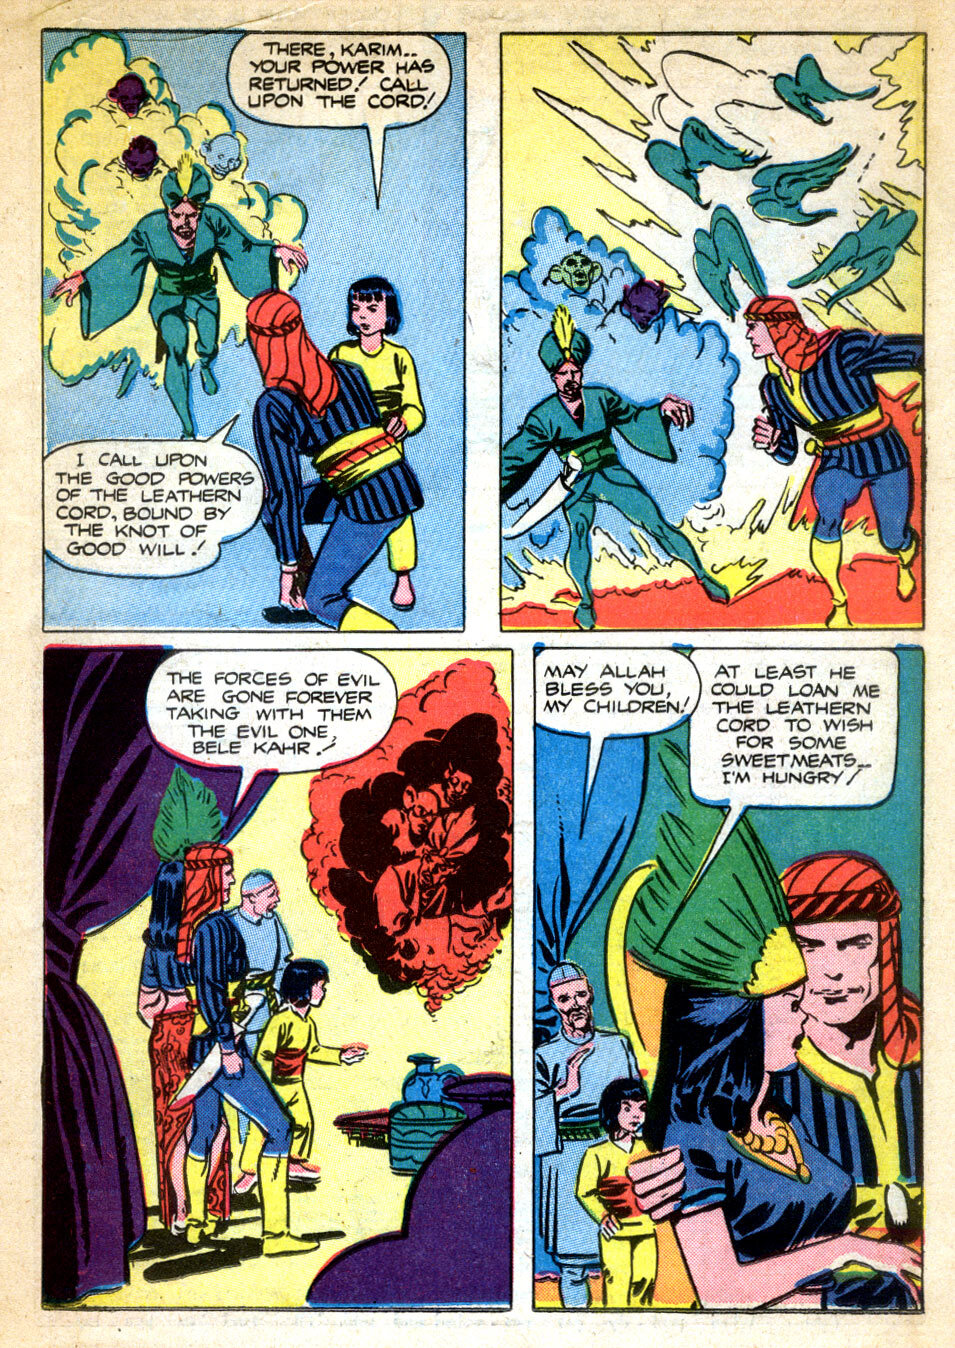 THERE, KARIM--
YOUR POWER HAS
RETURNED! CALL
UPON THE CORD!
I CALL UPON
THE GOOD POWERS
OF THE LEATHERN
CORD, BOUND BY
THE KNOT OF
GOOD WILL!
THE FORCES OF EVIL
ARE GONE FOREVER
TAKING WITH THEM
THE EVIL ONE,
BELE KAHR!
MAY ALLAH
BLESS YOU,
MY CHILDREN!
AT LEAST HE
COULD LOAN ME
THE LEATHERN
CORD TO WISH
FOR SOME
SWEETMEATS--
I'M HUNGRY!